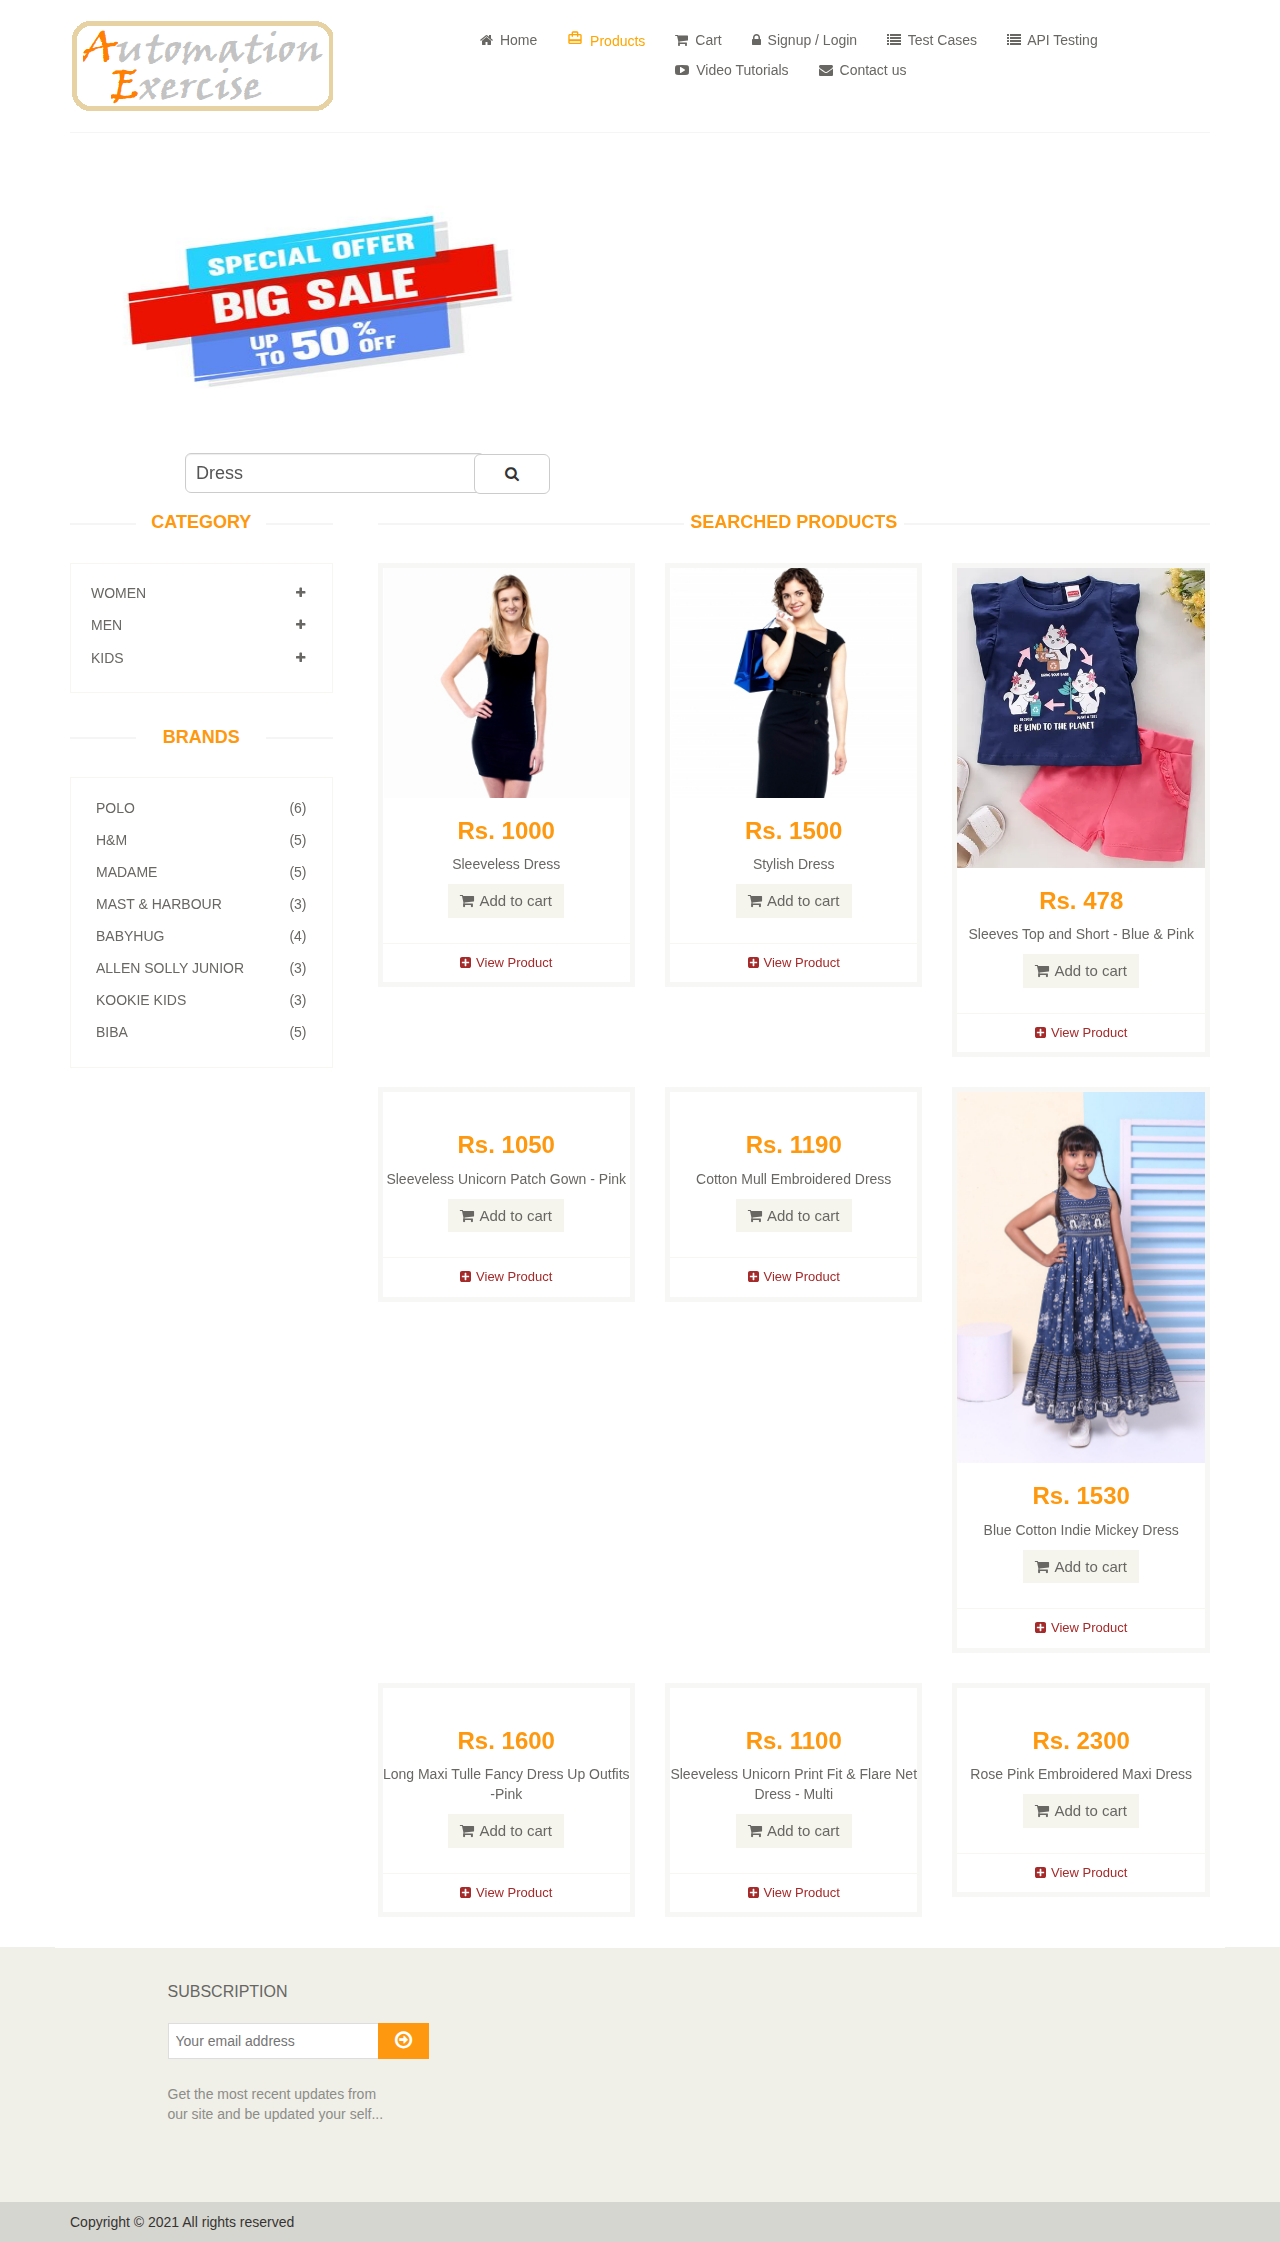 Automation
Exercise
Home
Products
Cart
Signup / Login
Test Cases
API Testing
Video Tutorials
Contact us
SPECIAL OFFER
BIG SALE
UP TO 50% OFF
Dress
CATEGORY
WOMEN
MEN
KIDS
BRANDS
POLO (6)
H&M (5)
MADAME (5)
MAST & HARBOUR (3)
BABYHUG (4)
ALLEN SOLLY JUNIOR (3)
KOOKIE KIDS (3)
BIBA (5)
SEARCHED PRODUCTS
Rs. 1000
Sleeveless Dress
Add to cart
View Product
Rs. 1500
Stylish Dress
Add to cart
View Product
BE KIND TO THE PLANET
Rs. 478
Sleeves Top and Short - Blue & Pink
Add to cart
View Product
Rs. 1050
Sleeveless Unicorn Patch Gown - Pink
Add to cart
View Product
Rs. 1190
Cotton Mull Embroidered Dress
Add to cart
View Product
Rs. 1530
Blue Cotton Indie Mickey Dress
Add to cart
View Product
Rs. 1600
Long Maxi Tulle Fancy Dress Up Outfits
-Pink
Add to cart
View Product
Rs. 1100
Sleeveless Unicorn Print Fit & Flare Net
Dress - Multi
Add to cart
View Product
Rs. 2300
Rose Pink Embroidered Maxi Dress
Add to cart
View Product
SUBSCRIPTION
Your email address
Get the most recent updates from
our site and be updated your self...
Copyright © 2021 All rights reserved